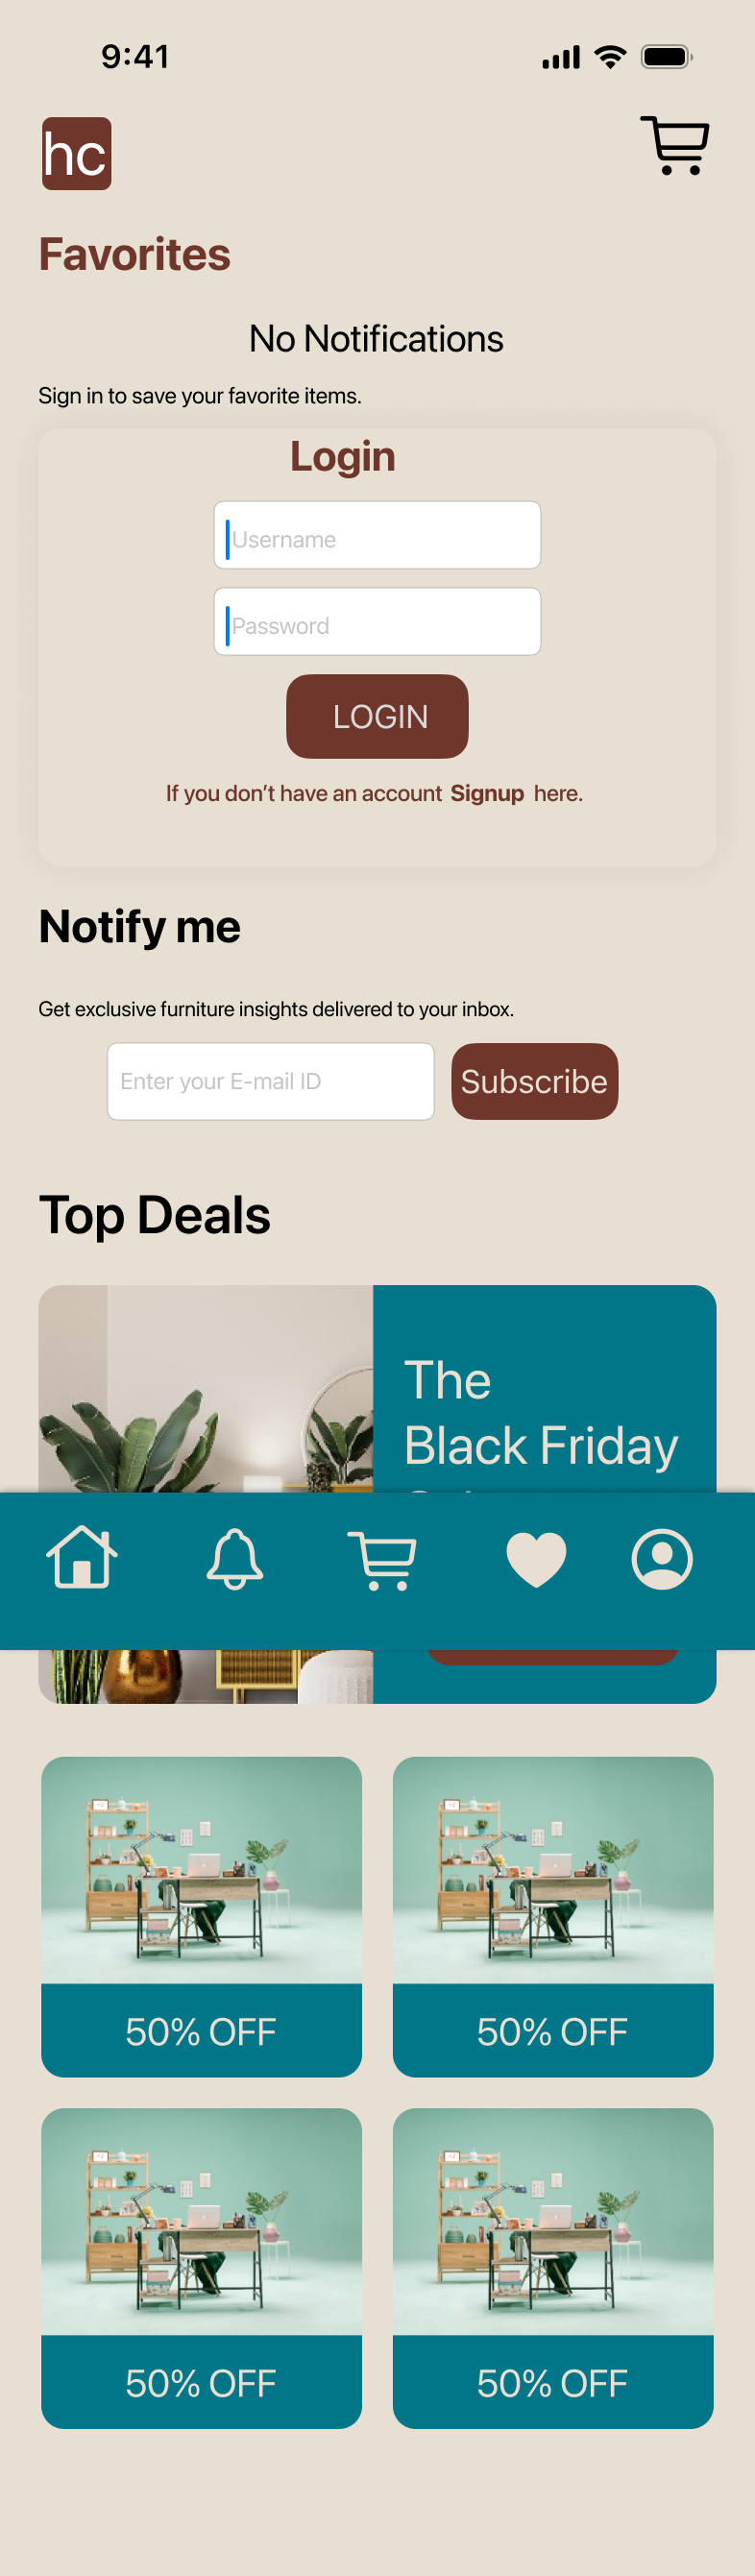 9:41
hc
Favorites
No Notifications
Sign in to save your favorite items.
Login
Username
Password
LOGIN
If you don’t have an account Signup here.
Notify me
Get exclusive furniture insights delivered to your inbox.
Enter your E-mail ID
Subscribe
Top Deals
The
Black Friday
50% OFF
50% OFF
50% OFF
50% OFF